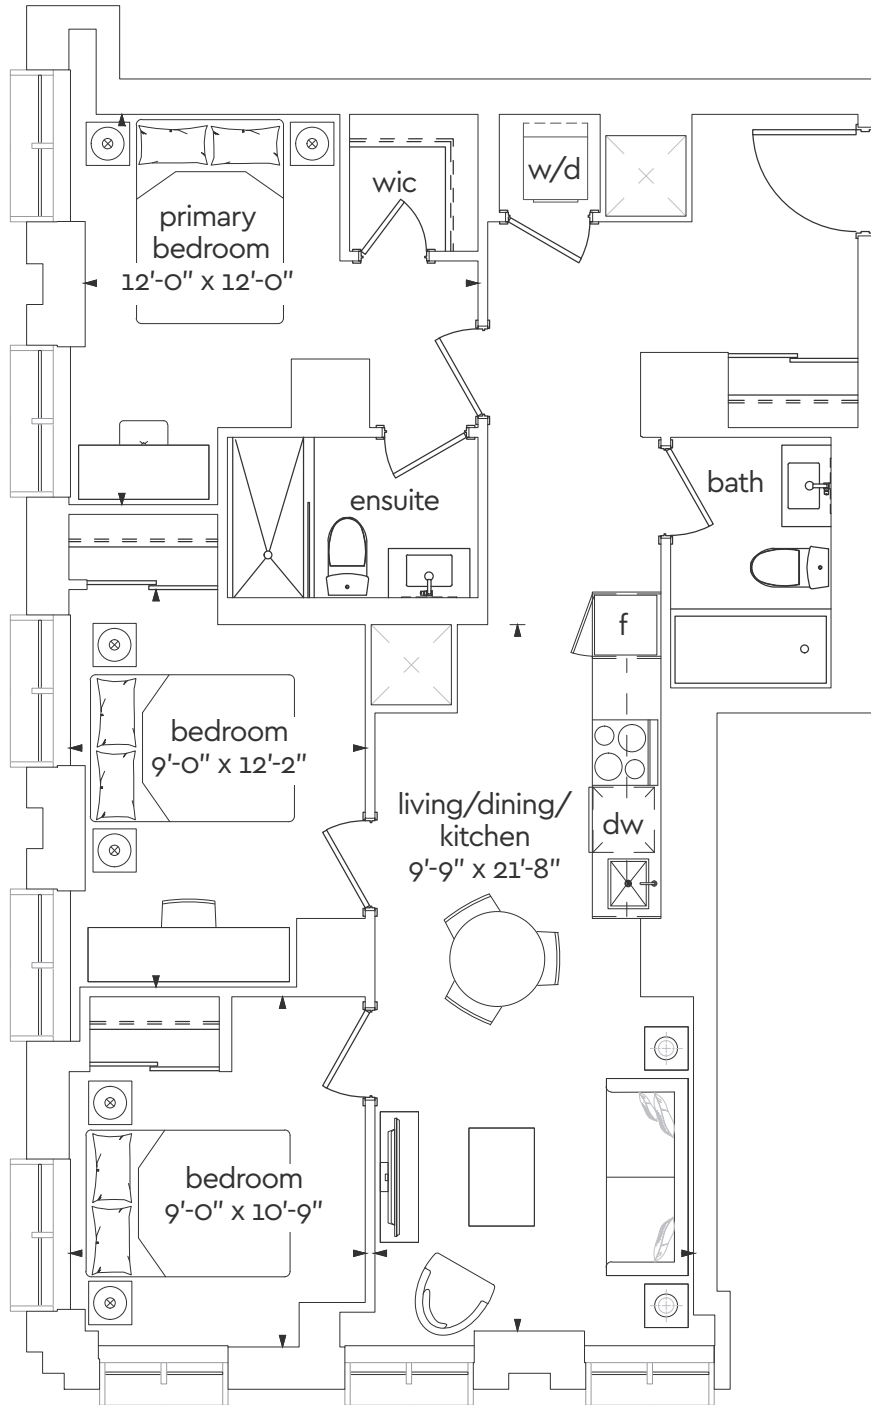 wic
w/d
primary
bedroom
12'-0" x 12'-0"
ensuite
bath
f
bedroom
9'-0" x 12'-2"
living/dining/
kitchen
9'-9" x 21'-8"
dw
bedroom
9'-0" x 10'-9"